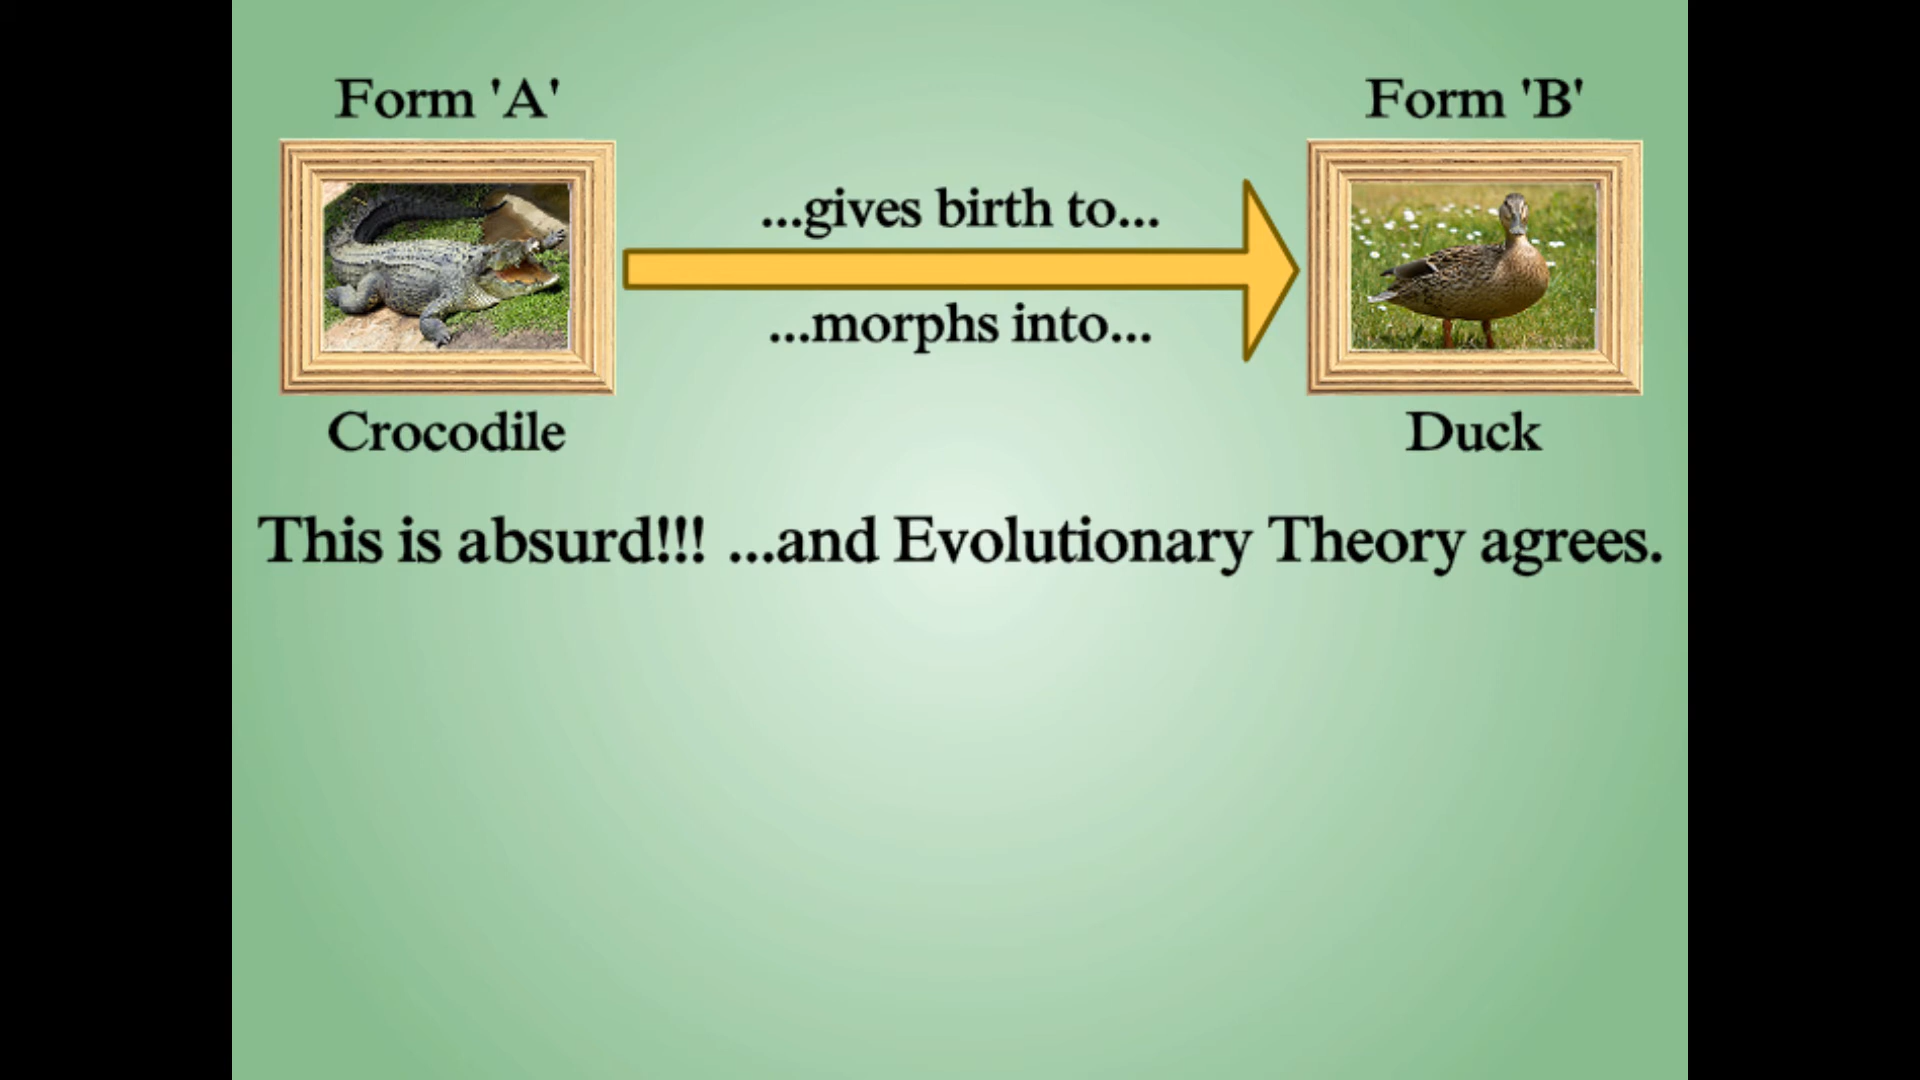 Form 'A'
Form 'B'
...gives birth to...
...morphs into...
Crocodile
Duck
This is absurd!!! ...and Evolutionary Theory agrees.